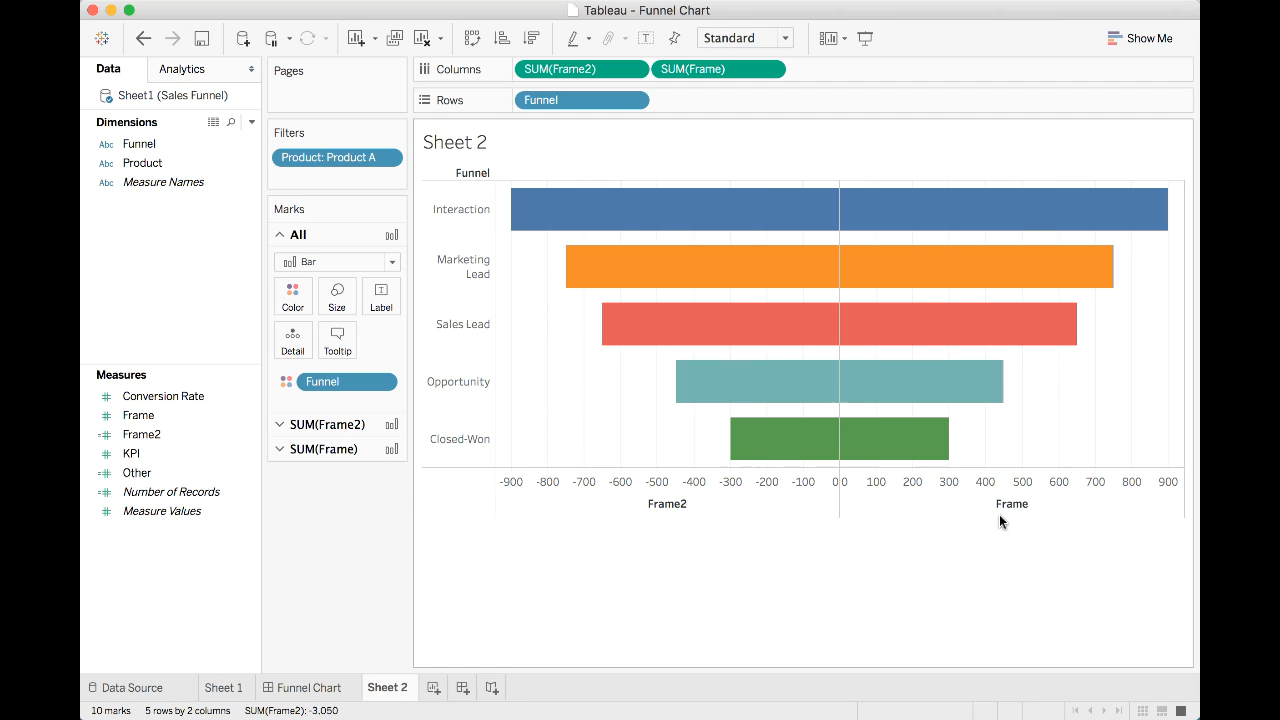 Tableau - Funnel Chart
Standard
Show Me
Data
Analytics
Sheet1 (Sales Funnel)
Dimensions
Abc Funnel
Abc Product
Abc Measure Names
Measures
# Conversion Rate
# Frame
=# Frame2
# KPI
=# Other
=# Number of Records
# Measure Values
Pages
Filters
Product: Product A
Marks
All
Bar
Color
Size
T
Label
Detail
Tooltip
Funnel
SUM(Frame2)
SUM(Frame)
Columns
SUM(Frame2)
SUM(Frame)
Rows
Funnel
Sheet 2
Funnel
Interaction
Marketing
Lead
Sales Lead
Opportunity
Closed-Won
-900 -800 -700 -600 -500 -400 -300 -200 -100 0 0 100 200 300 400 500 600 700 800 900
Frame2
Frame
Data Source
Sheet 1
Funnel Chart
Sheet 2
10 marks
5 rows by 2 columns
SUM(Frame2): -3,050